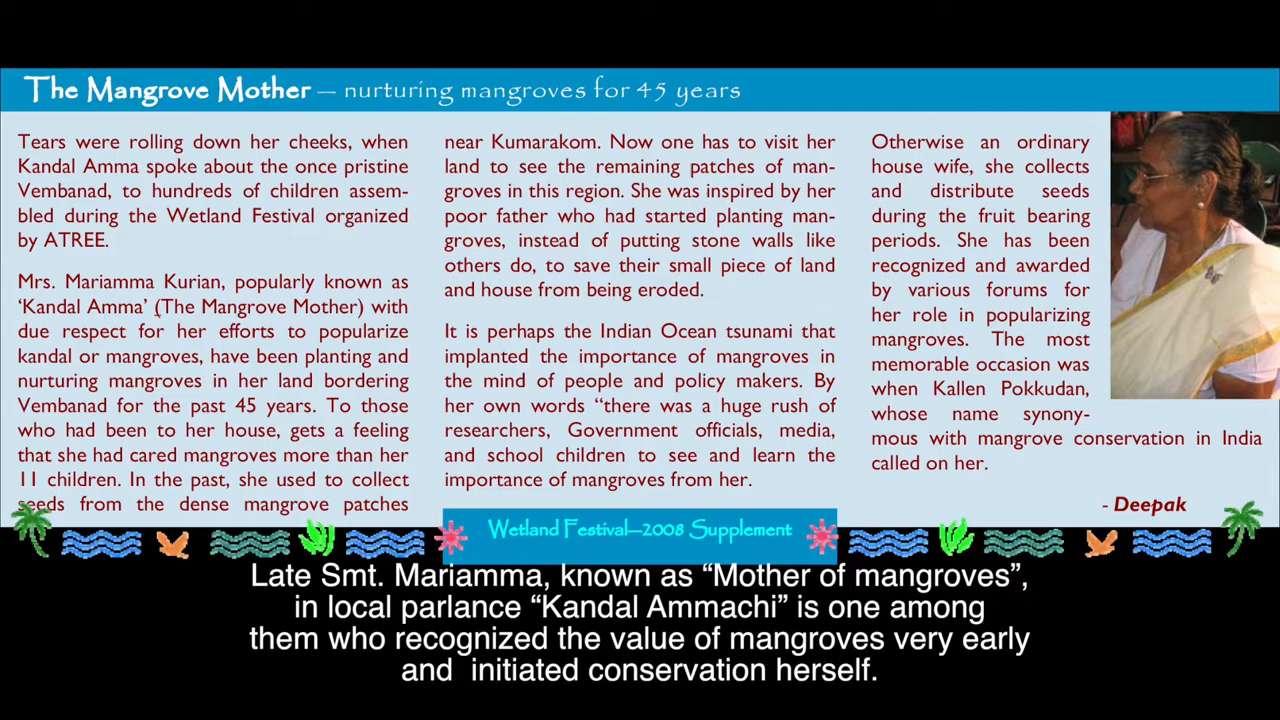 The Mangrove Mother — nurturing mangroves for 45 years
Tears were rolling down her cheeks, when
Kandal Amma spoke about the once pristine
Vembanad, to hundreds of children assem-
bled during the Wetland Festival organized
by ATREE.
Mrs. Mariamma Kurian, popularly known as
‘Kandal Amma’ (The Mangrove Mother) with
due respect for her efforts to popularize
kandal or mangroves, have been planting and
nurturing mangroves in her land bordering
Vembanad for the past 45 years. To those
who had been to her house, gets a feeling
that she had cared mangroves more than her
11 children. In the past, she used to collect
seeds from the dense mangrove patches
near Kumarakom. Now one has to visit her
land to see the remaining patches of man-
groves in this region. She was inspired by her
poor father who had started planting man-
groves, instead of putting stone walls like
others do, to save their small piece of land
and house from being eroded.
It is perhaps the Indian Ocean tsunami that
implanted the importance of mangroves in
the mind of people and policy makers. By
her own words “there was a huge rush of
researchers, Government officials, media,
and school children to see and learn the
importance of mangroves from her.
Otherwise an ordinary
house wife, she collects
and distribute seeds
during the fruit bearing
periods. She has been
recognized and awarded
by various forums for
her role in popularizing
mangroves. The most
memorable occasion was
when Kallen Pokkudan,
whose name synony-
mous with mangrove conservation in India
called on her.
- Deepak
Wetland Festival—2008 Supplement
Late Smt. Mariamma, known as “Mother of mangroves”,
in local parlance “Kandal Ammachi” is one among
them who recognized the value of mangroves very early
and initiated conservation herself.